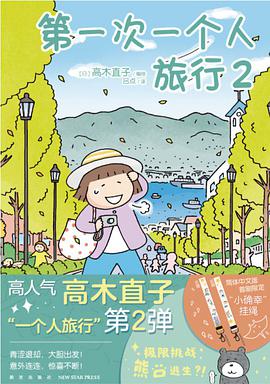 第一次一个人
旅行2
[日]高木直子/编绘
吕贞/译
高人气 高木直子
“一个人旅行”第2弹
简体中文版
首刷限定
“小确幸”
挂绳
青涩退却，大胆出发！
意外连连，惊喜不断！
极限挑战：
熊谷逃生？！
新星出版社 NEW STAR PRESS